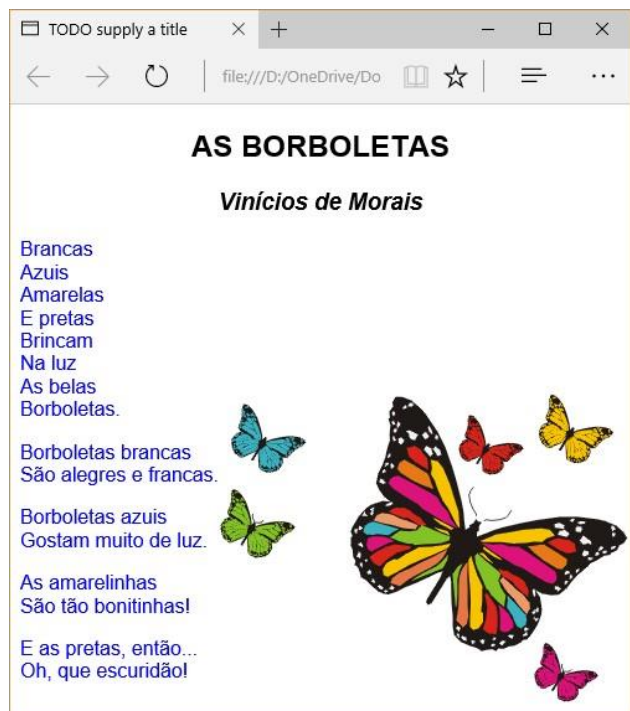 TODO supply a title
file:///D:/OneDrive/Do
AS BORBOLETAS
Vinícios de Morais
Brancas
Azuis
Amarelas
E pretas
Brincam
Na luz
As belas
Borboletas.
Borboletas brancas
São alegres e francas.
Borboletas azuis
Gostam muito de luz.
As amarelinhas
São tão bonitinhas!
E as pretas, então...
Oh, que escuridão!